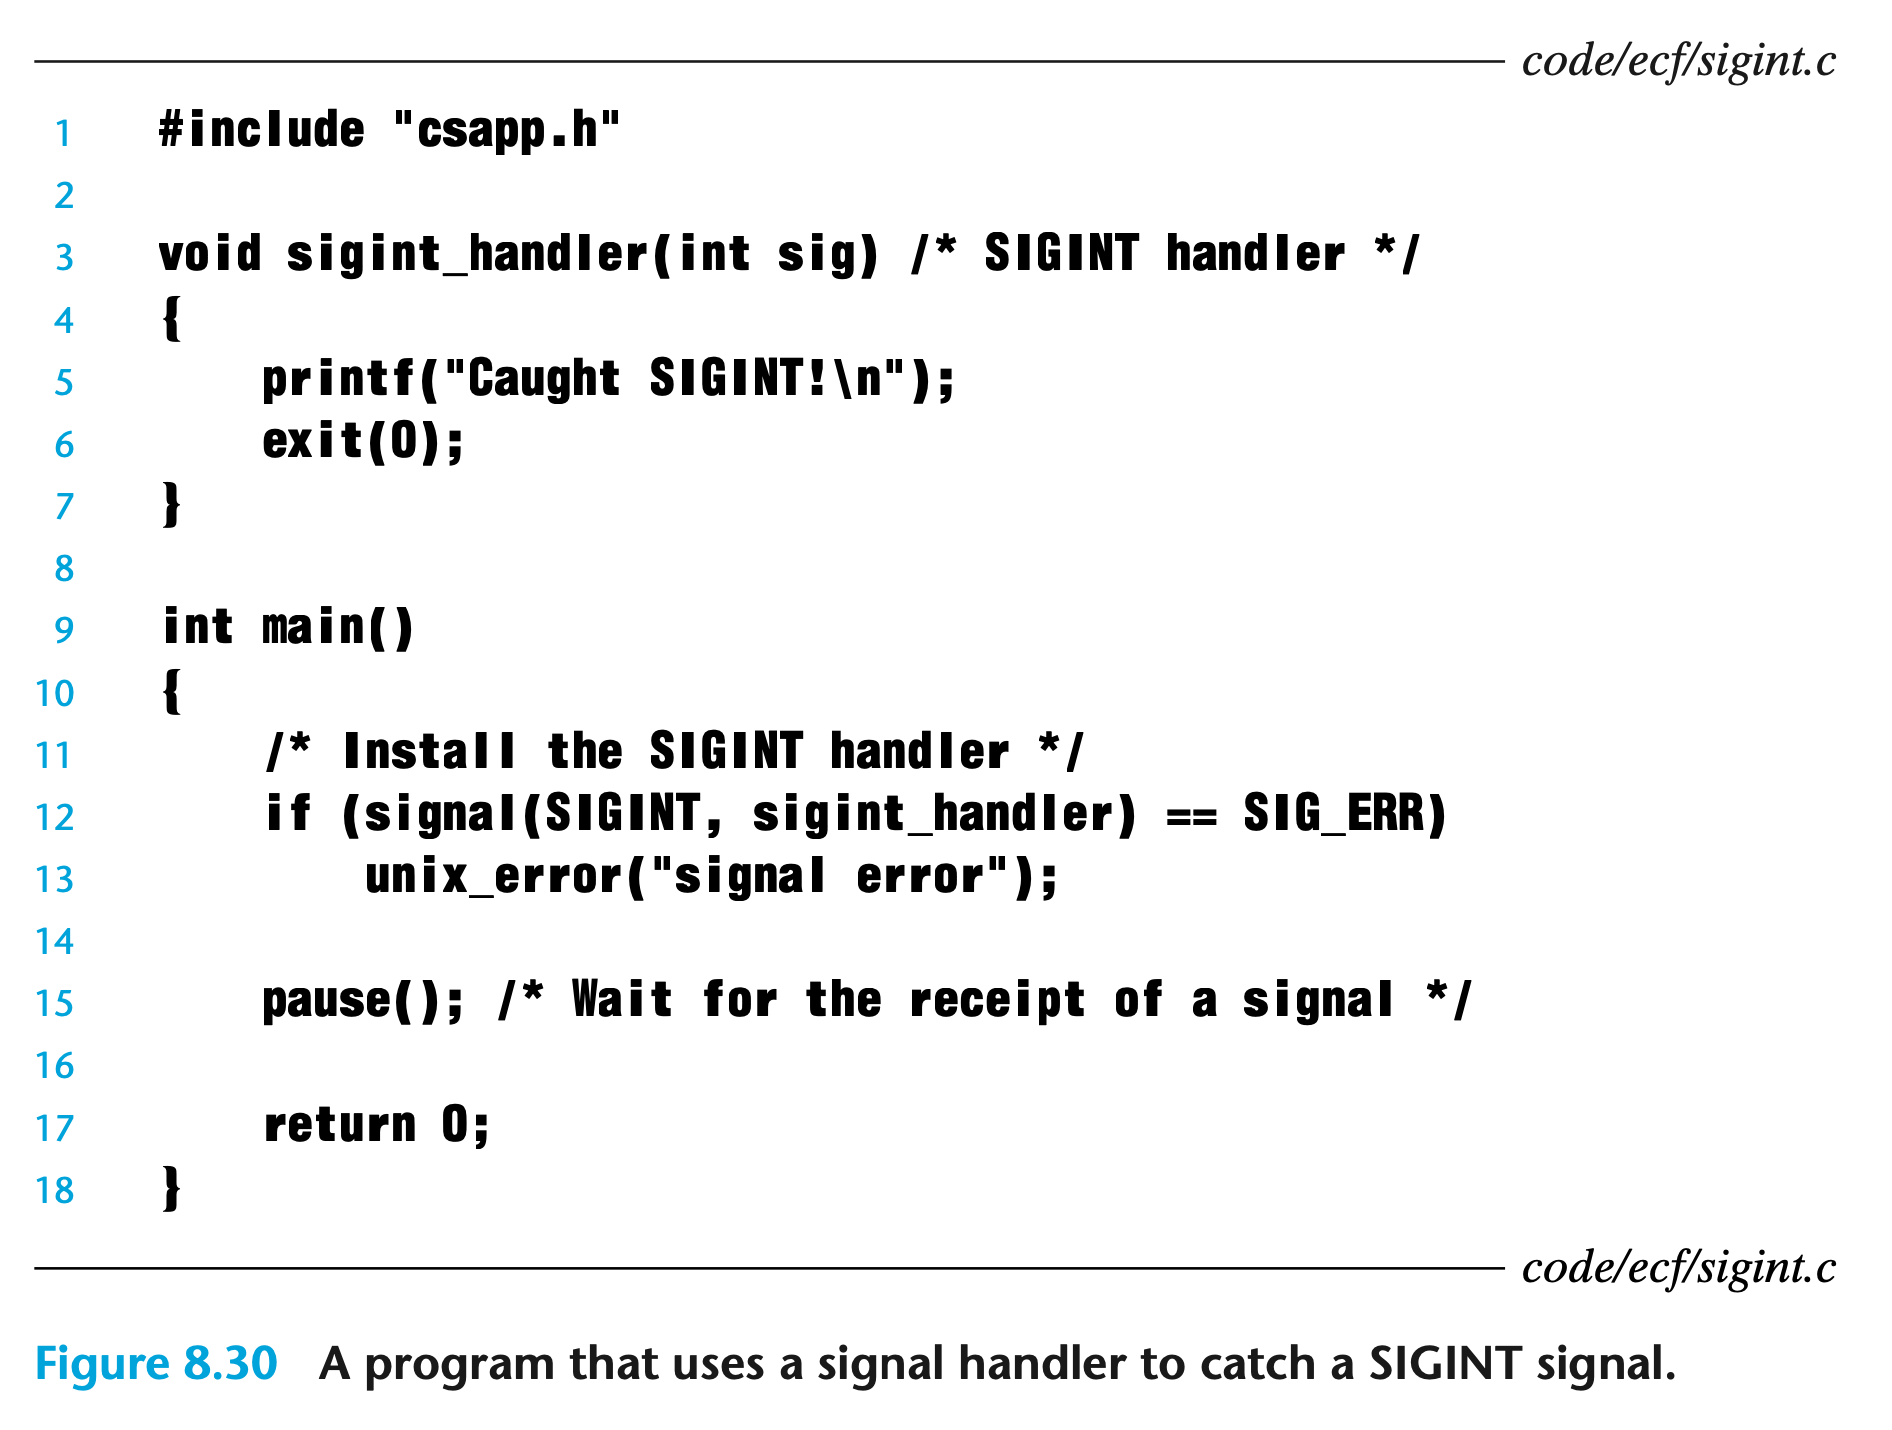 code/ecf/sigint.c
1 #include "csapp.h"
2
3 void sigint_handler(int sig) /* SIGINT handler */
4 {
5     printf("Caught SIGINT!\n");
6     exit(0);
7 }
8
9 int main()
10 {
11     /* Install the SIGINT handler */
12     if (signal(SIGINT, sigint_handler) == SIG_ERR)
13         unix_error("signal error");
14
15     pause(); /* Wait for the receipt of a signal */
16
17     return 0;
18 }
code/ecf/sigint.c
Figure 8.30 A program that uses a signal handler to catch a SIGINT signal.